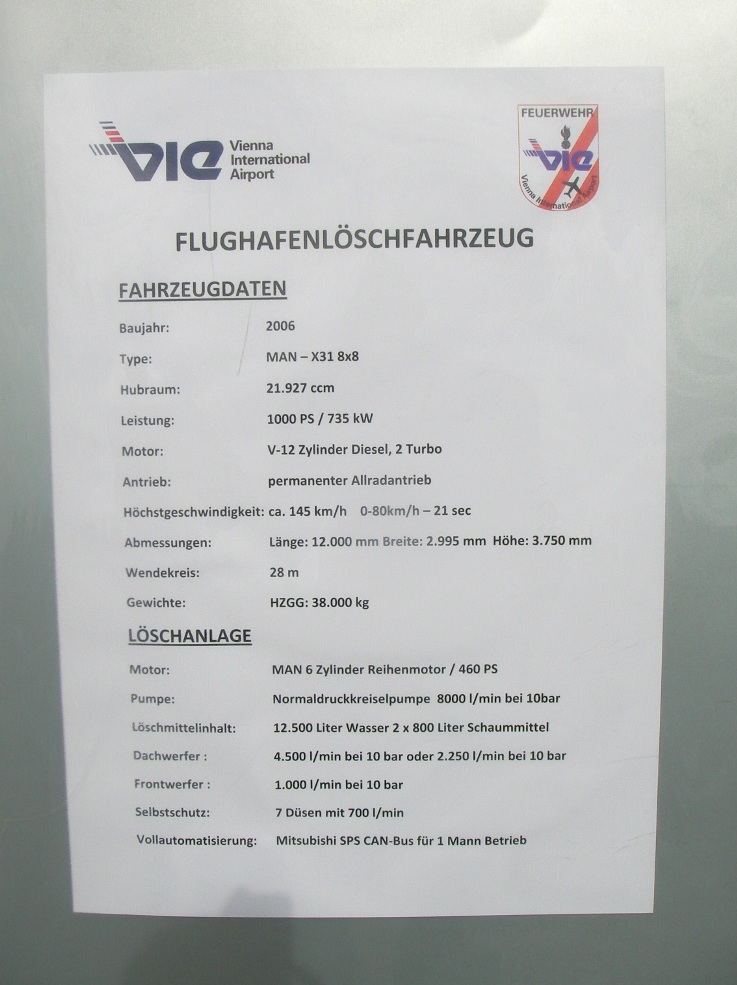 VIE Vienna International Airport
FEUERWEHR
VIE
Vienna International Airport
FLUGHAFENLÖSCHFAHRZEUG
FAHRZEUGDATEN
Baujahr: 2006
Type: MAN – X31 8x8
Hubraum: 21.927 ccm
Leistung: 1000 PS / 735 kW
Motor: V-12 Zylinder Diesel, 2 Turbo
Antrieb: permanenter Allradantrieb
Höchstgeschwindigkeit: ca. 145 km/h 0-80km/h – 21 sec
Abmessungen: Länge: 12.000 mm Breite: 2.995 mm Höhe: 3.750 mm
Wendekreis: 28 m
Gewichte: HZGG: 38.000 kg
LÖSCHANLAGE
Motor: MAN 6 Zylinder Reihenmotor / 460 PS
Pumpe: Normaldruckkreiselpumpe 8000 l/min bei 10bar
Löschmittelinhalt: 12.500 Liter Wasser 2 x 800 Liter Schaummittel
Dachwerfer : 4.500 l/min bei 10 bar oder 2.250 l/min bei 10 bar
Frontwerfer : 1.000 l/min bei 10 bar
Selbstschutz: 7 Düsen mit 700 l/min
Vollautomatisierung: Mitsubishi SPS CAN-Bus für 1 Mann Betrieb